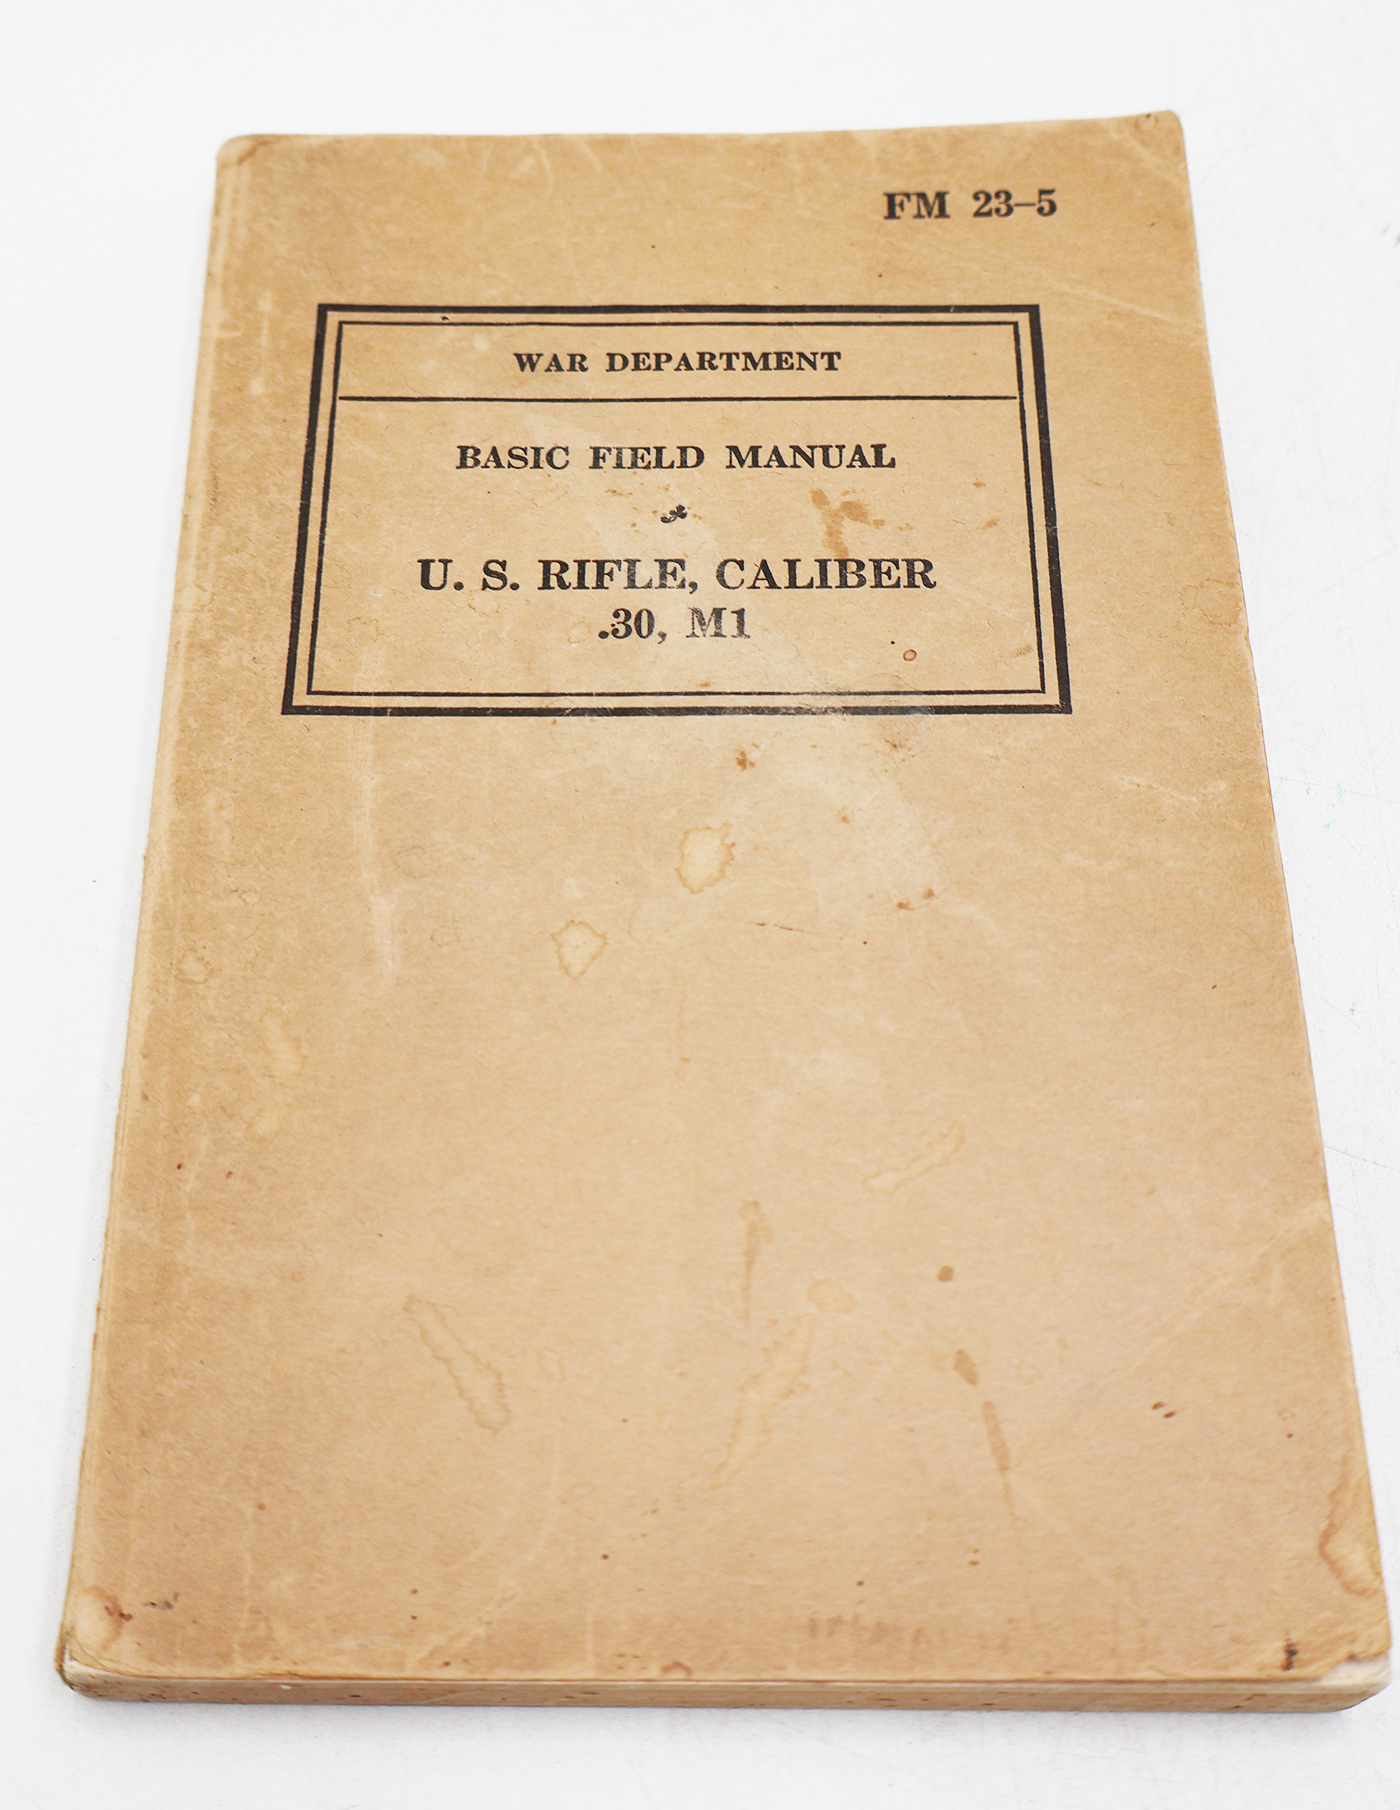 FM 23–5
WAR DEPARTMENT
BASIC FIELD MANUAL
U. S. RIFLE, CALIBER
.30, M1